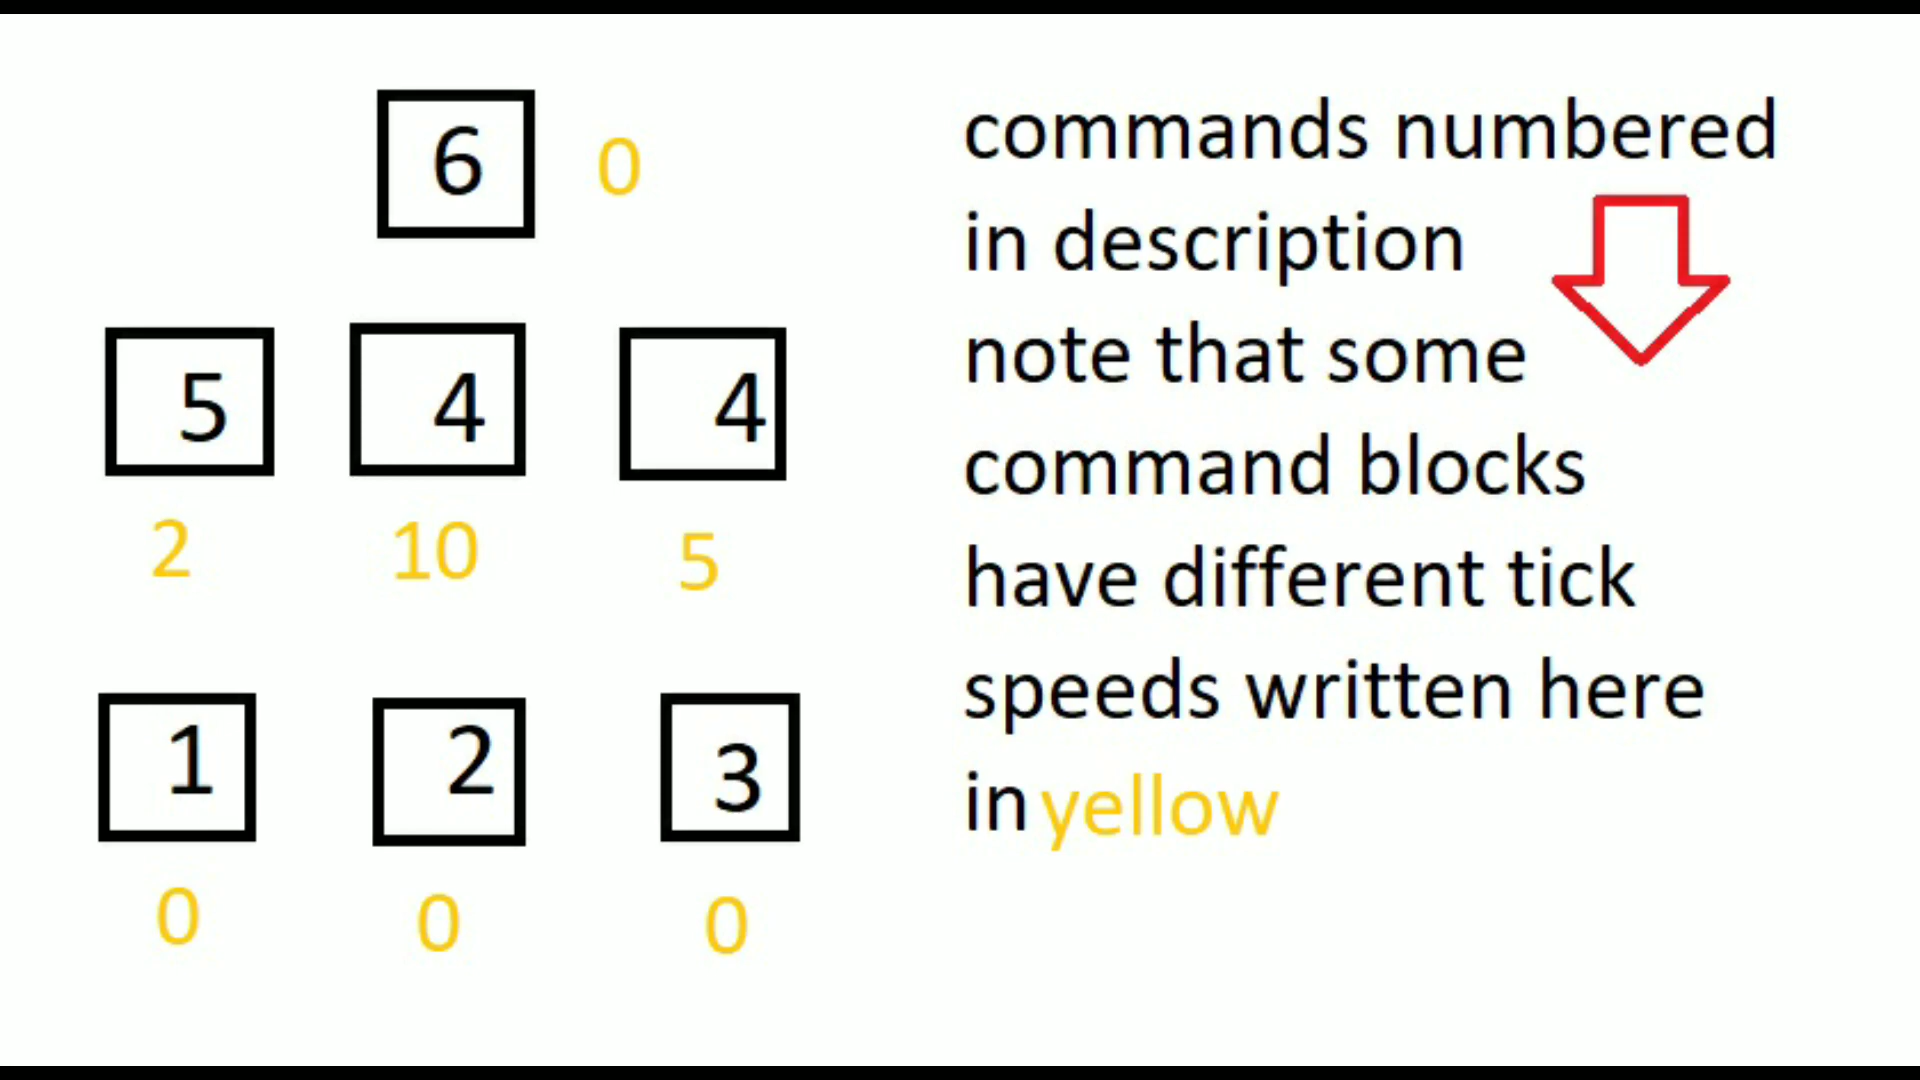 6 0
5 4 4
2 10 5
1 2 3
0 0 0
commands numbered
in description
note that some
command blocks
have different tick
speeds written here
in yellow